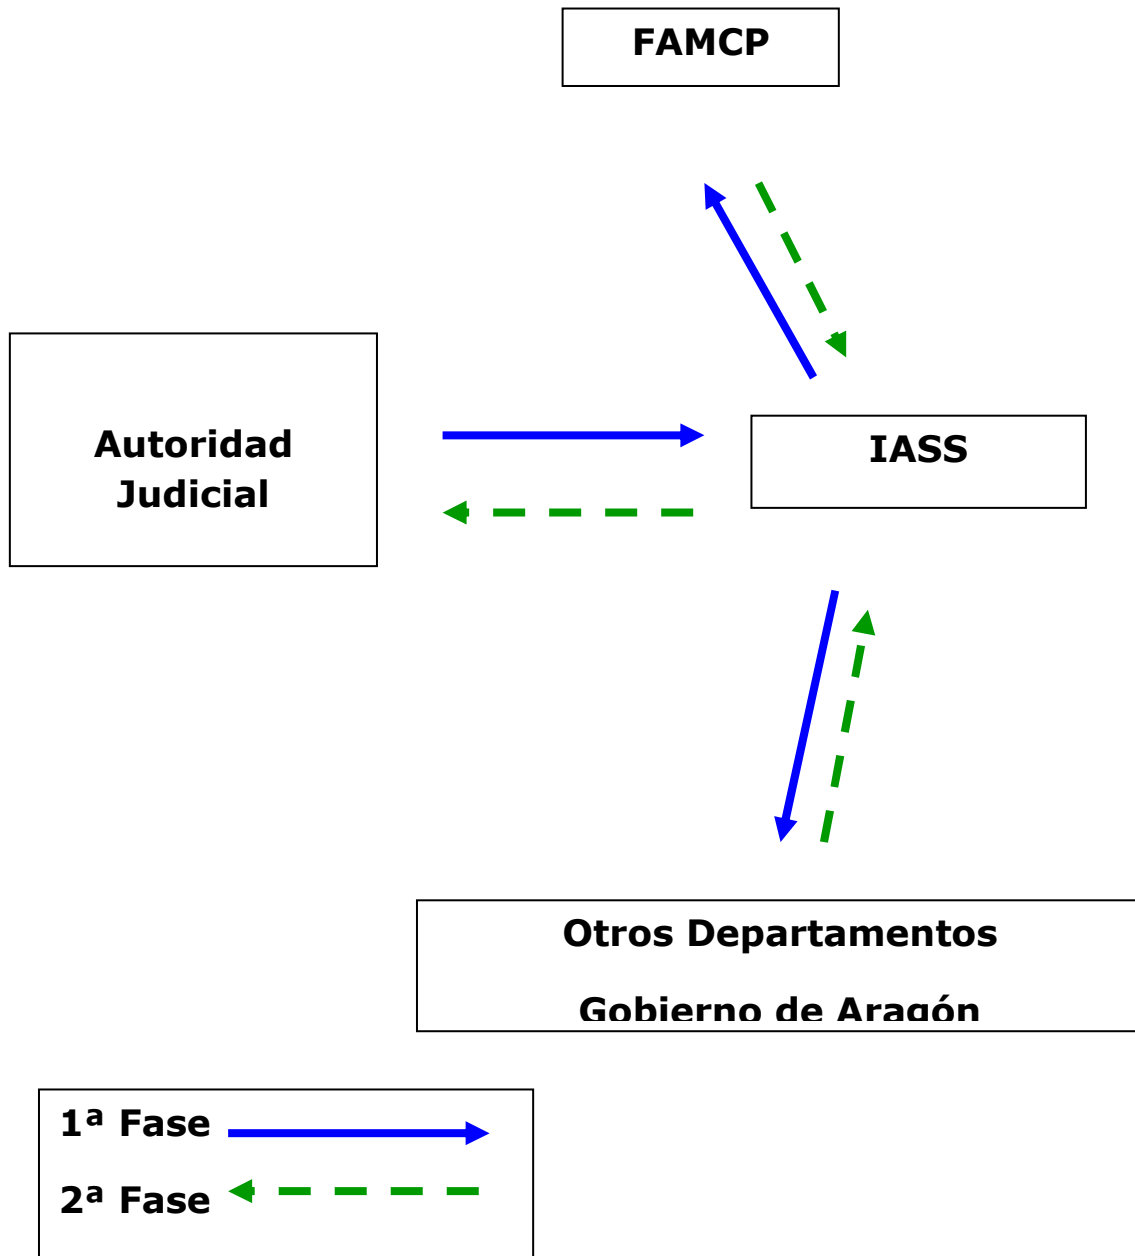 FAMCP
Autoridad
Judicial
IASS
Otros Departamentos
Gobierno de Aragón
1ª Fase
2ª Fase